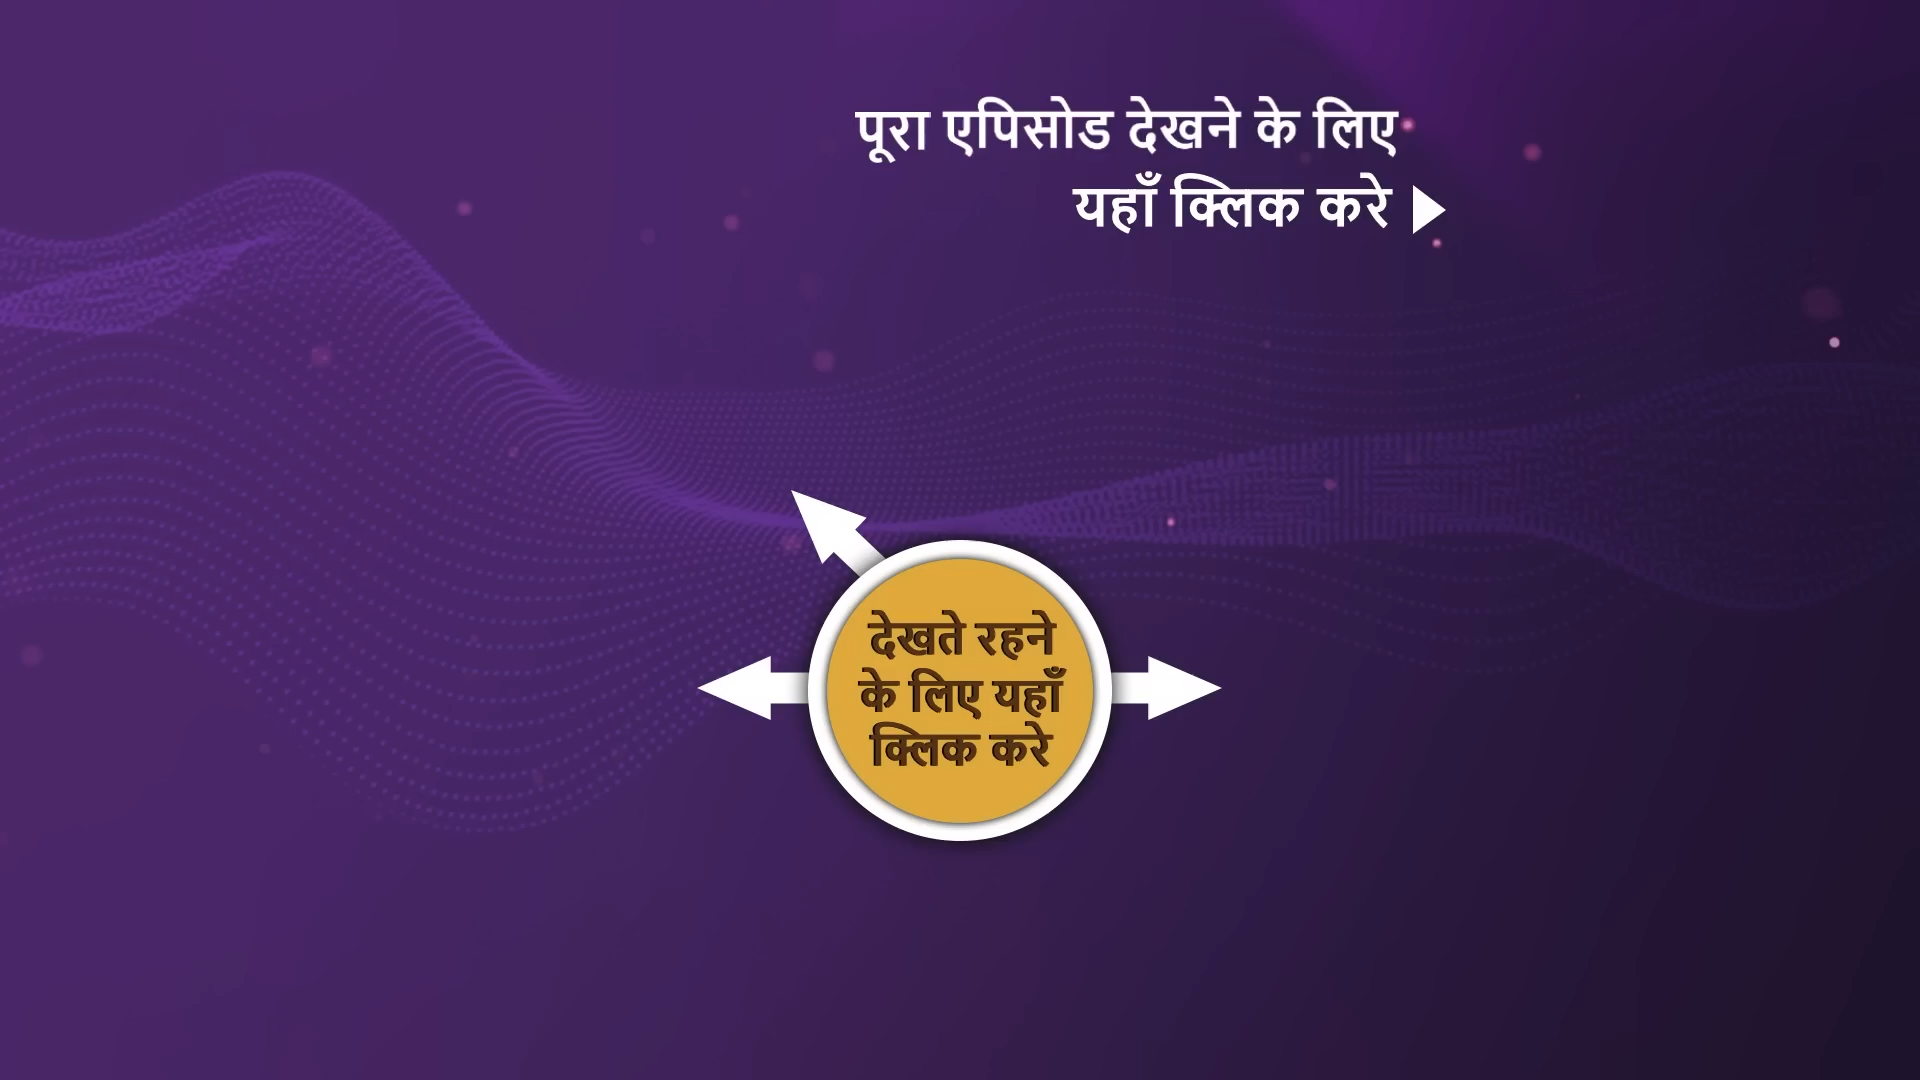 पूरा एपिसोड देखने के लिए
यहाँ क्लिक करे
देखते रहने
के लिए यहाँ
क्लिक करे